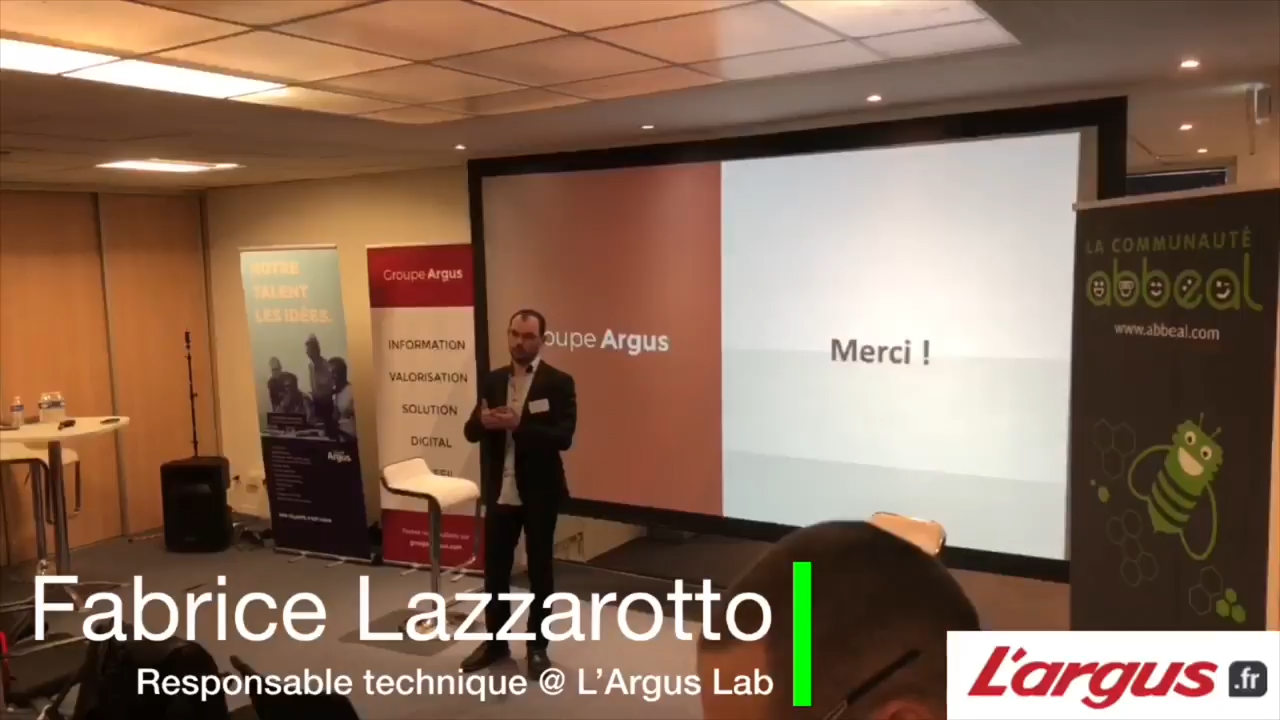 NOTRE
TALENT
LES IDÉES.
Argus
Groupe Argus
INFORMATION
VALORISATION
SOLUTION
DIGITAL
oupe Argus
Merci !
LA COMMUNAUTÉ
abbeal
www.abbeal.com
Fabrice Lazzarotto
Responsable technique @ L'Argus Lab
L'argus .fr